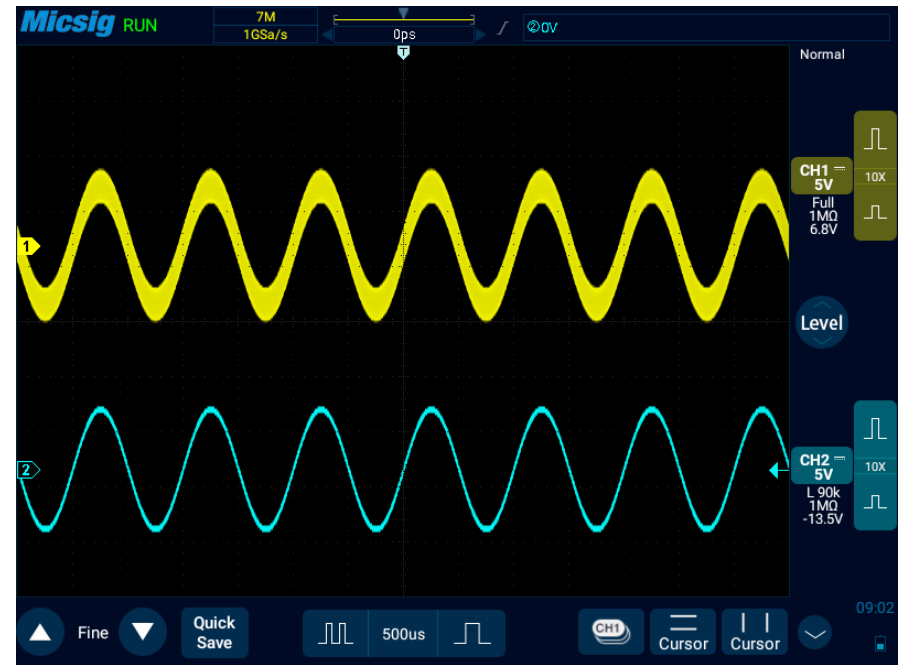 Micsig RUN
7M
1GSa/s
0ps
②0V
T
Normal
CH1
5V
10X
Full
1MΩ
6.8V
1
Level
2
CH2
5V
10X
L 90k
1MΩ
-13.5V
09:02
Fine
Quick
Save
500us
CH1
Cursor
Cursor